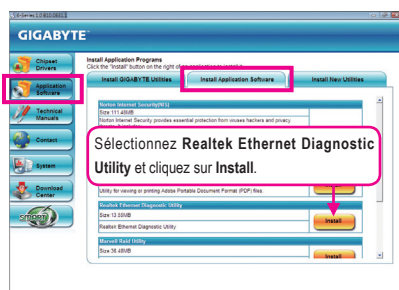 GIGABYTE
Chipset Drivers
Application Software
Technical Manuals
Contact
System
Download Center
Install Application Programs
Click the "Install" button on the right of an application to install it.
Install GIGABYTE Utilities
Install Application Software
Install New Utilities
Norton Internet Security(NIS)
Size 111.45MB
Norton Internet Security provides essential protection from viruses hackers and privacy
Sélectionnez Realtek Ethernet Diagnostic
Utility et cliquez sur Install.
Utility for viewing or printing Adobe Portable Document Format (PDF) files.
Realtek Ethernet Diagnostic Utility
Size 13.58MB
Realtek Ethernet Diagnostic Utility
Install
Marvell Raid Utility
Size 36.48MB
Install